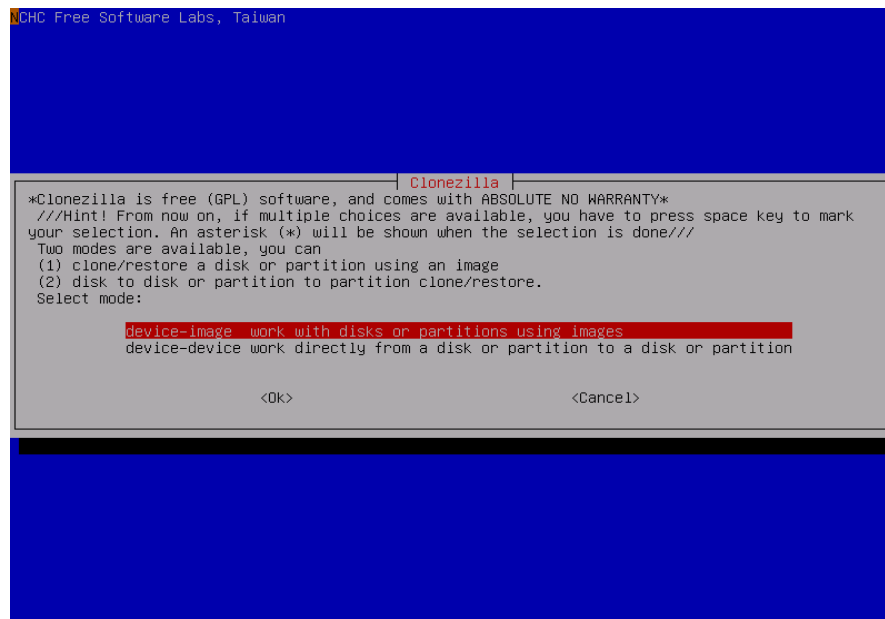 NCHC Free Software Labs, Taiwan
Clonezilla
*Clonezilla is free (GPL) software, and comes with ABSOLUTE NO WARRANTY*
///Hint! From now on, if multiple choices are available, you have to press space key to mark
your selection. An asterisk (*) will be shown when the selection is done///
Two modes are available, you can
(1) clone/restore a disk or partition using an image
(2) disk to disk or partition to partition clone/restore.
Select mode:
device-image work with disks or partitions using images
device-device work directly from a disk or partition to a disk or partition
<Ok> <Cancel>